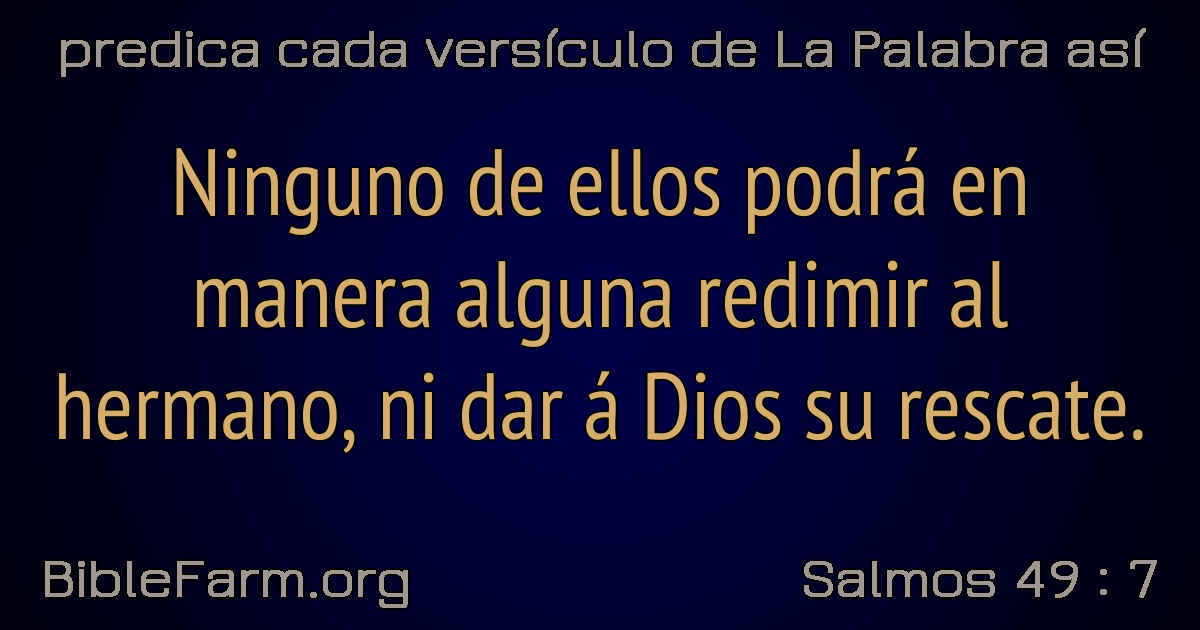 predica cada versículo de La Palabra así
Ninguno de ellos podrá en
manera alguna redimir al
hermano, ni dar á Dios su rescate.
BibleFarm.org
Salmos 49 : 7